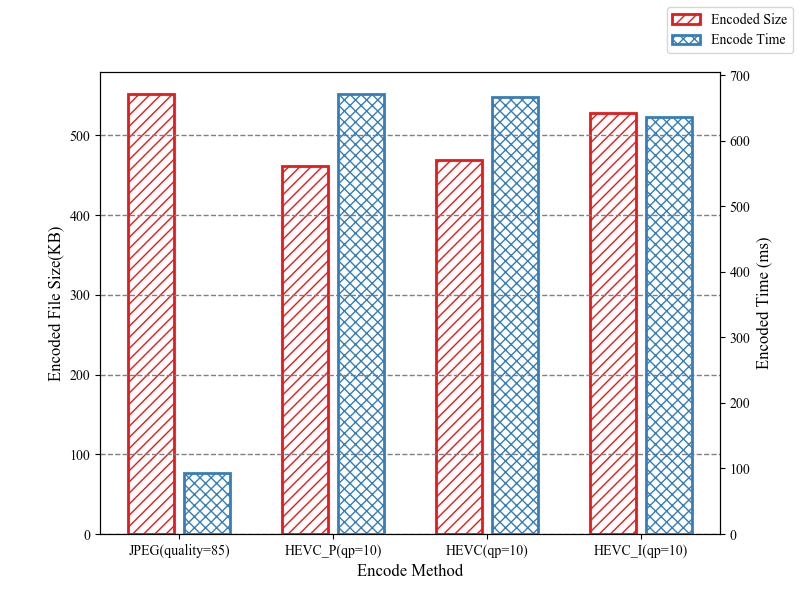 Encoded Size
Encode Time
Encoded File Size(KB)
500
400
300
200
100
0
700
600
500
400
300
200
100
0
Encoded Time (ms)
JPEG(quality=85)
HEVC_P(qp=10)
HEVC(qp=10)
HEVC_I(qp=10)
Encode Method